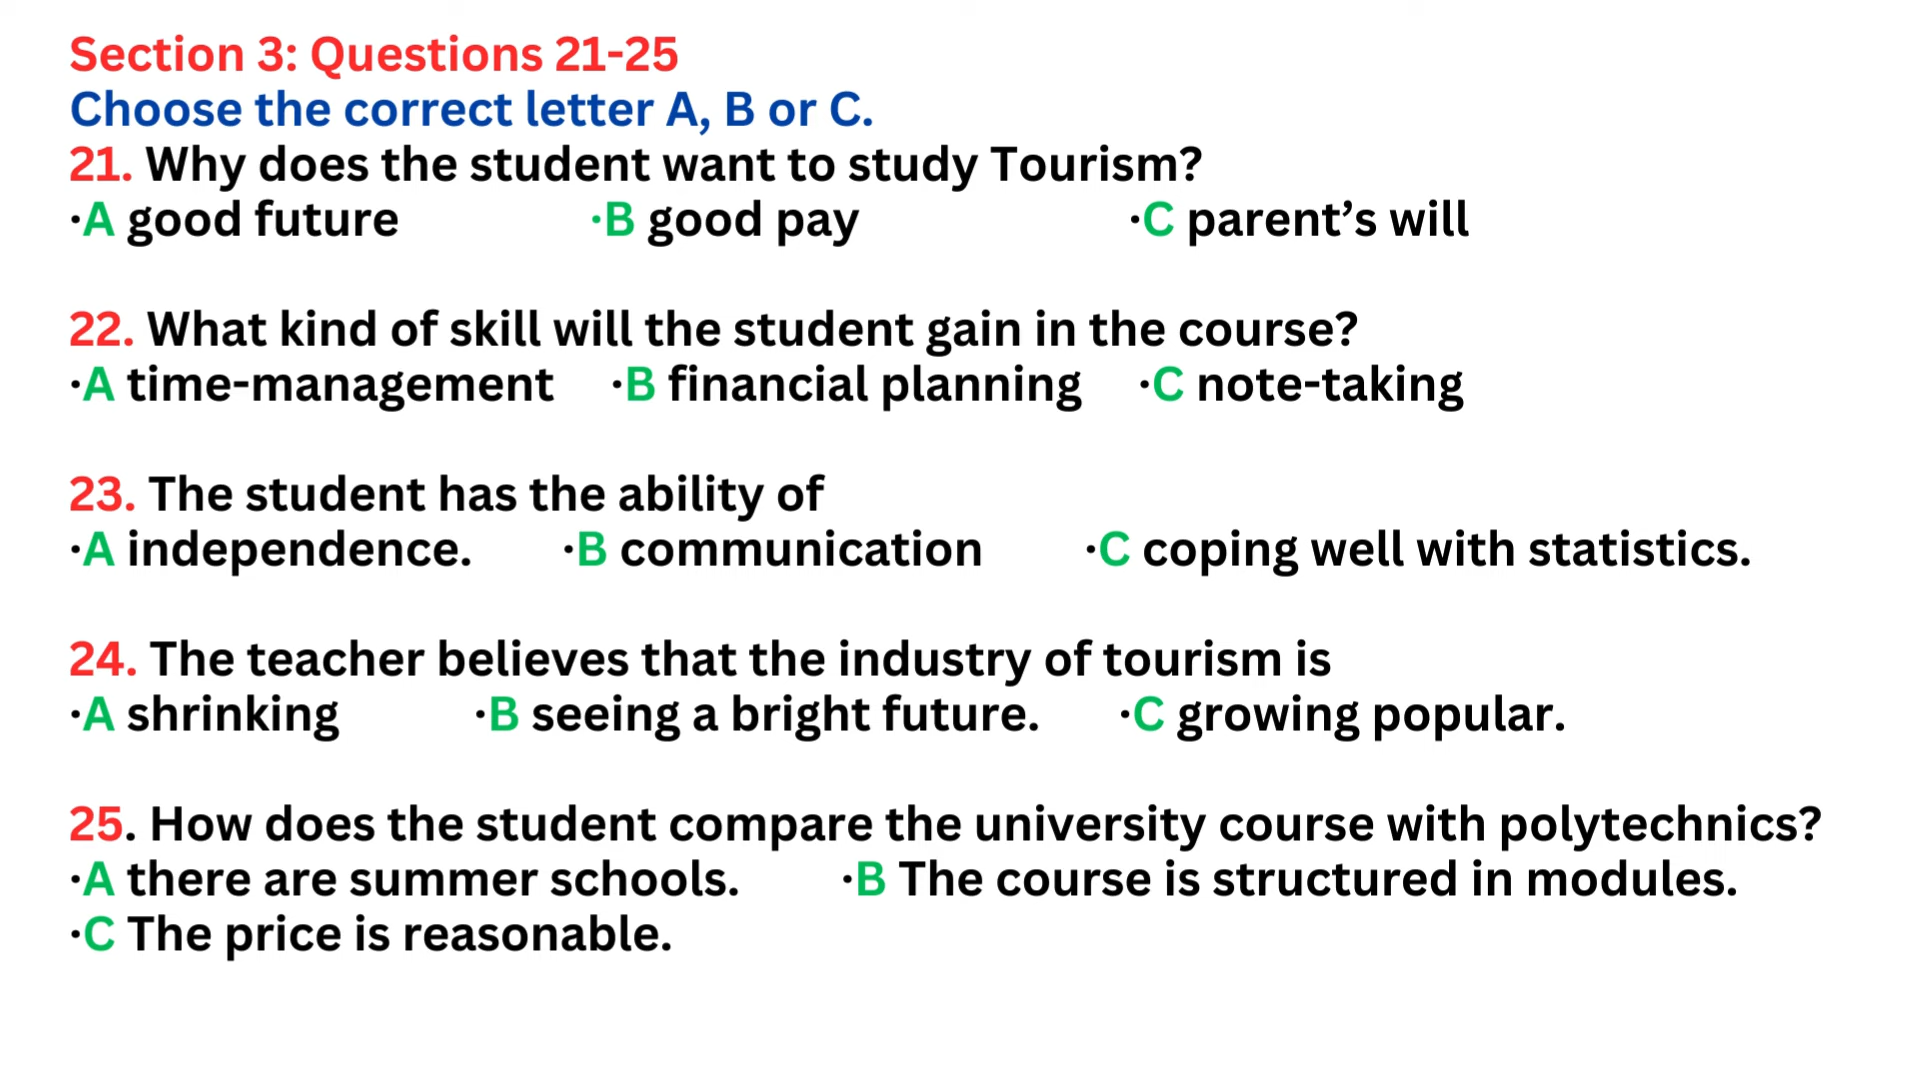 Section 3: Questions 21-25
Choose the correct letter A, B or C.
21. Why does the student want to study Tourism?
·A good future ·B good pay ·C parent’s will
22. What kind of skill will the student gain in the course?
·A time-management ·B financial planning ·C note-taking
23. The student has the ability of
·A independence. ·B communication ·C coping well with statistics.
24. The teacher believes that the industry of tourism is
·A shrinking ·B seeing a bright future. ·C growing popular.
25. How does the student compare the university course with polytechnics?
·A there are summer schools. ·B The course is structured in modules.
·C The price is reasonable.